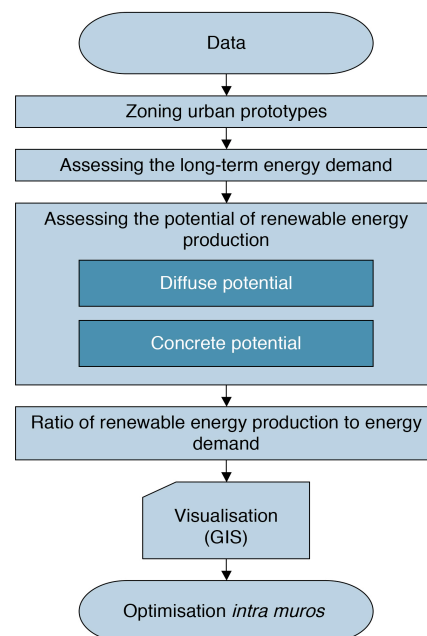 Data
Zoning urban prototypes
Assessing the long-term energy demand
Assessing the potential of renewable energy
production
Diffuse potential
Concrete potential
Ratio of renewable energy production to energy
demand
Visualisation
(GIS)
Optimisation intra muros